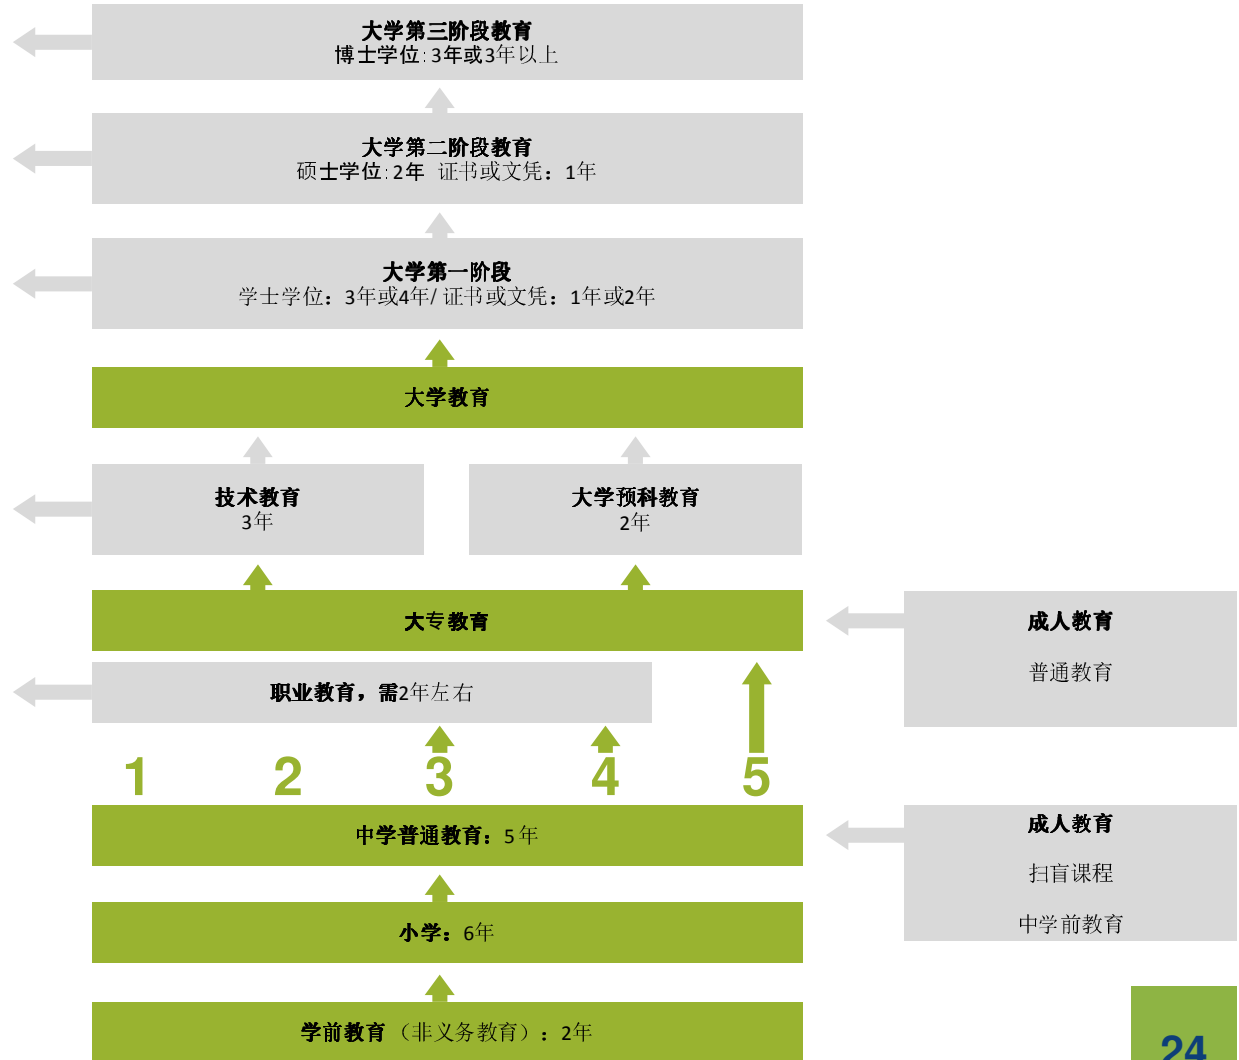 大学第三阶段教育
博士学位: 3年或3年以上
大学第二阶段教育
硕士学位: 2年 证书或文凭：1年
大学第一阶段
学士学位：3年或4年/ 证书或文凭：1年或2年
大学教育
技术教育
3年
大学预科教育
2年
大专教育
成人教育
普通教育
职业教育，需2年左右
1 2 3 4 5
中学普通教育：5 年
成人教育
扫盲课程
中学前教育
小学：6年
学前教育（非义务教育）：2年
24